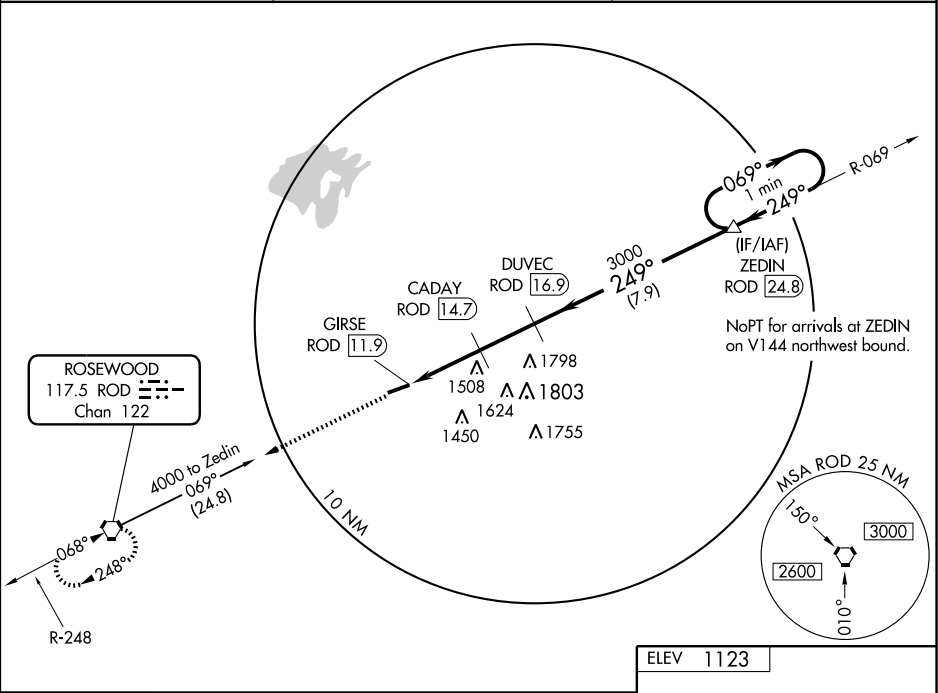 R-069
069°
1 min
249°
(IF/IAF)
ZEDIN
ROD 24.8
3000
249°
(7.9)
DUVEC
ROD 16.9
CADAY
ROD 14.7
GIRSE
ROD 11.9
NoPT for arrivals at ZEDIN
on V144 northwest bound.
1798
1508
1803
1624
1450
1755
ROSEWOOD
117.5 ROD
Chan 122
4000 to Zedin
069°
(24.8)
10 NM
068°
248°
R-248
MSA ROD 25 NM
150°
3000
2600
010°
ELEV 1123